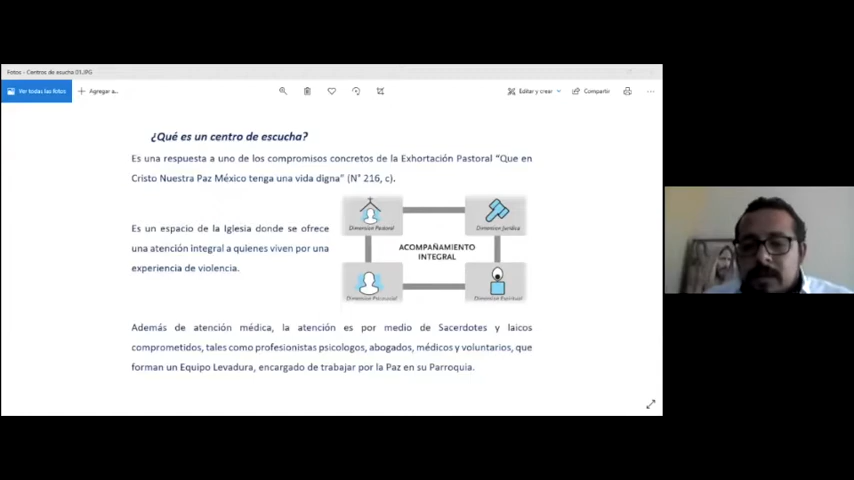 Fotos - Centros de esucha 01.JPG
Ver todas las fotos
Agregar a...
Editar y crear
Compartir
¿Qué es un centro de escucha?
Es una respuesta a uno de los compromisos concretos de la Exhortación Pastoral “Que en
Cristo Nuestra Paz México tenga una vida digna” (N° 216, c).
Es un espacio de la Iglesia donde se ofrece
una atención integral a quienes viven por una
experiencia de violencia.
Dimension Pastoral
Dimension Jurídica
ACOMPAÑAMIENTO
INTEGRAL
Dimension Psicosocial
Dimension Espiritual
Además de atención médica, la atención es por medio de Sacerdotes y laicos
comprometidos, tales como profesionistas psicologos, abogados, médicos y voluntarios, que
forman un Equipo Levadura, encargado de trabajar por la Paz en su Parroquia.